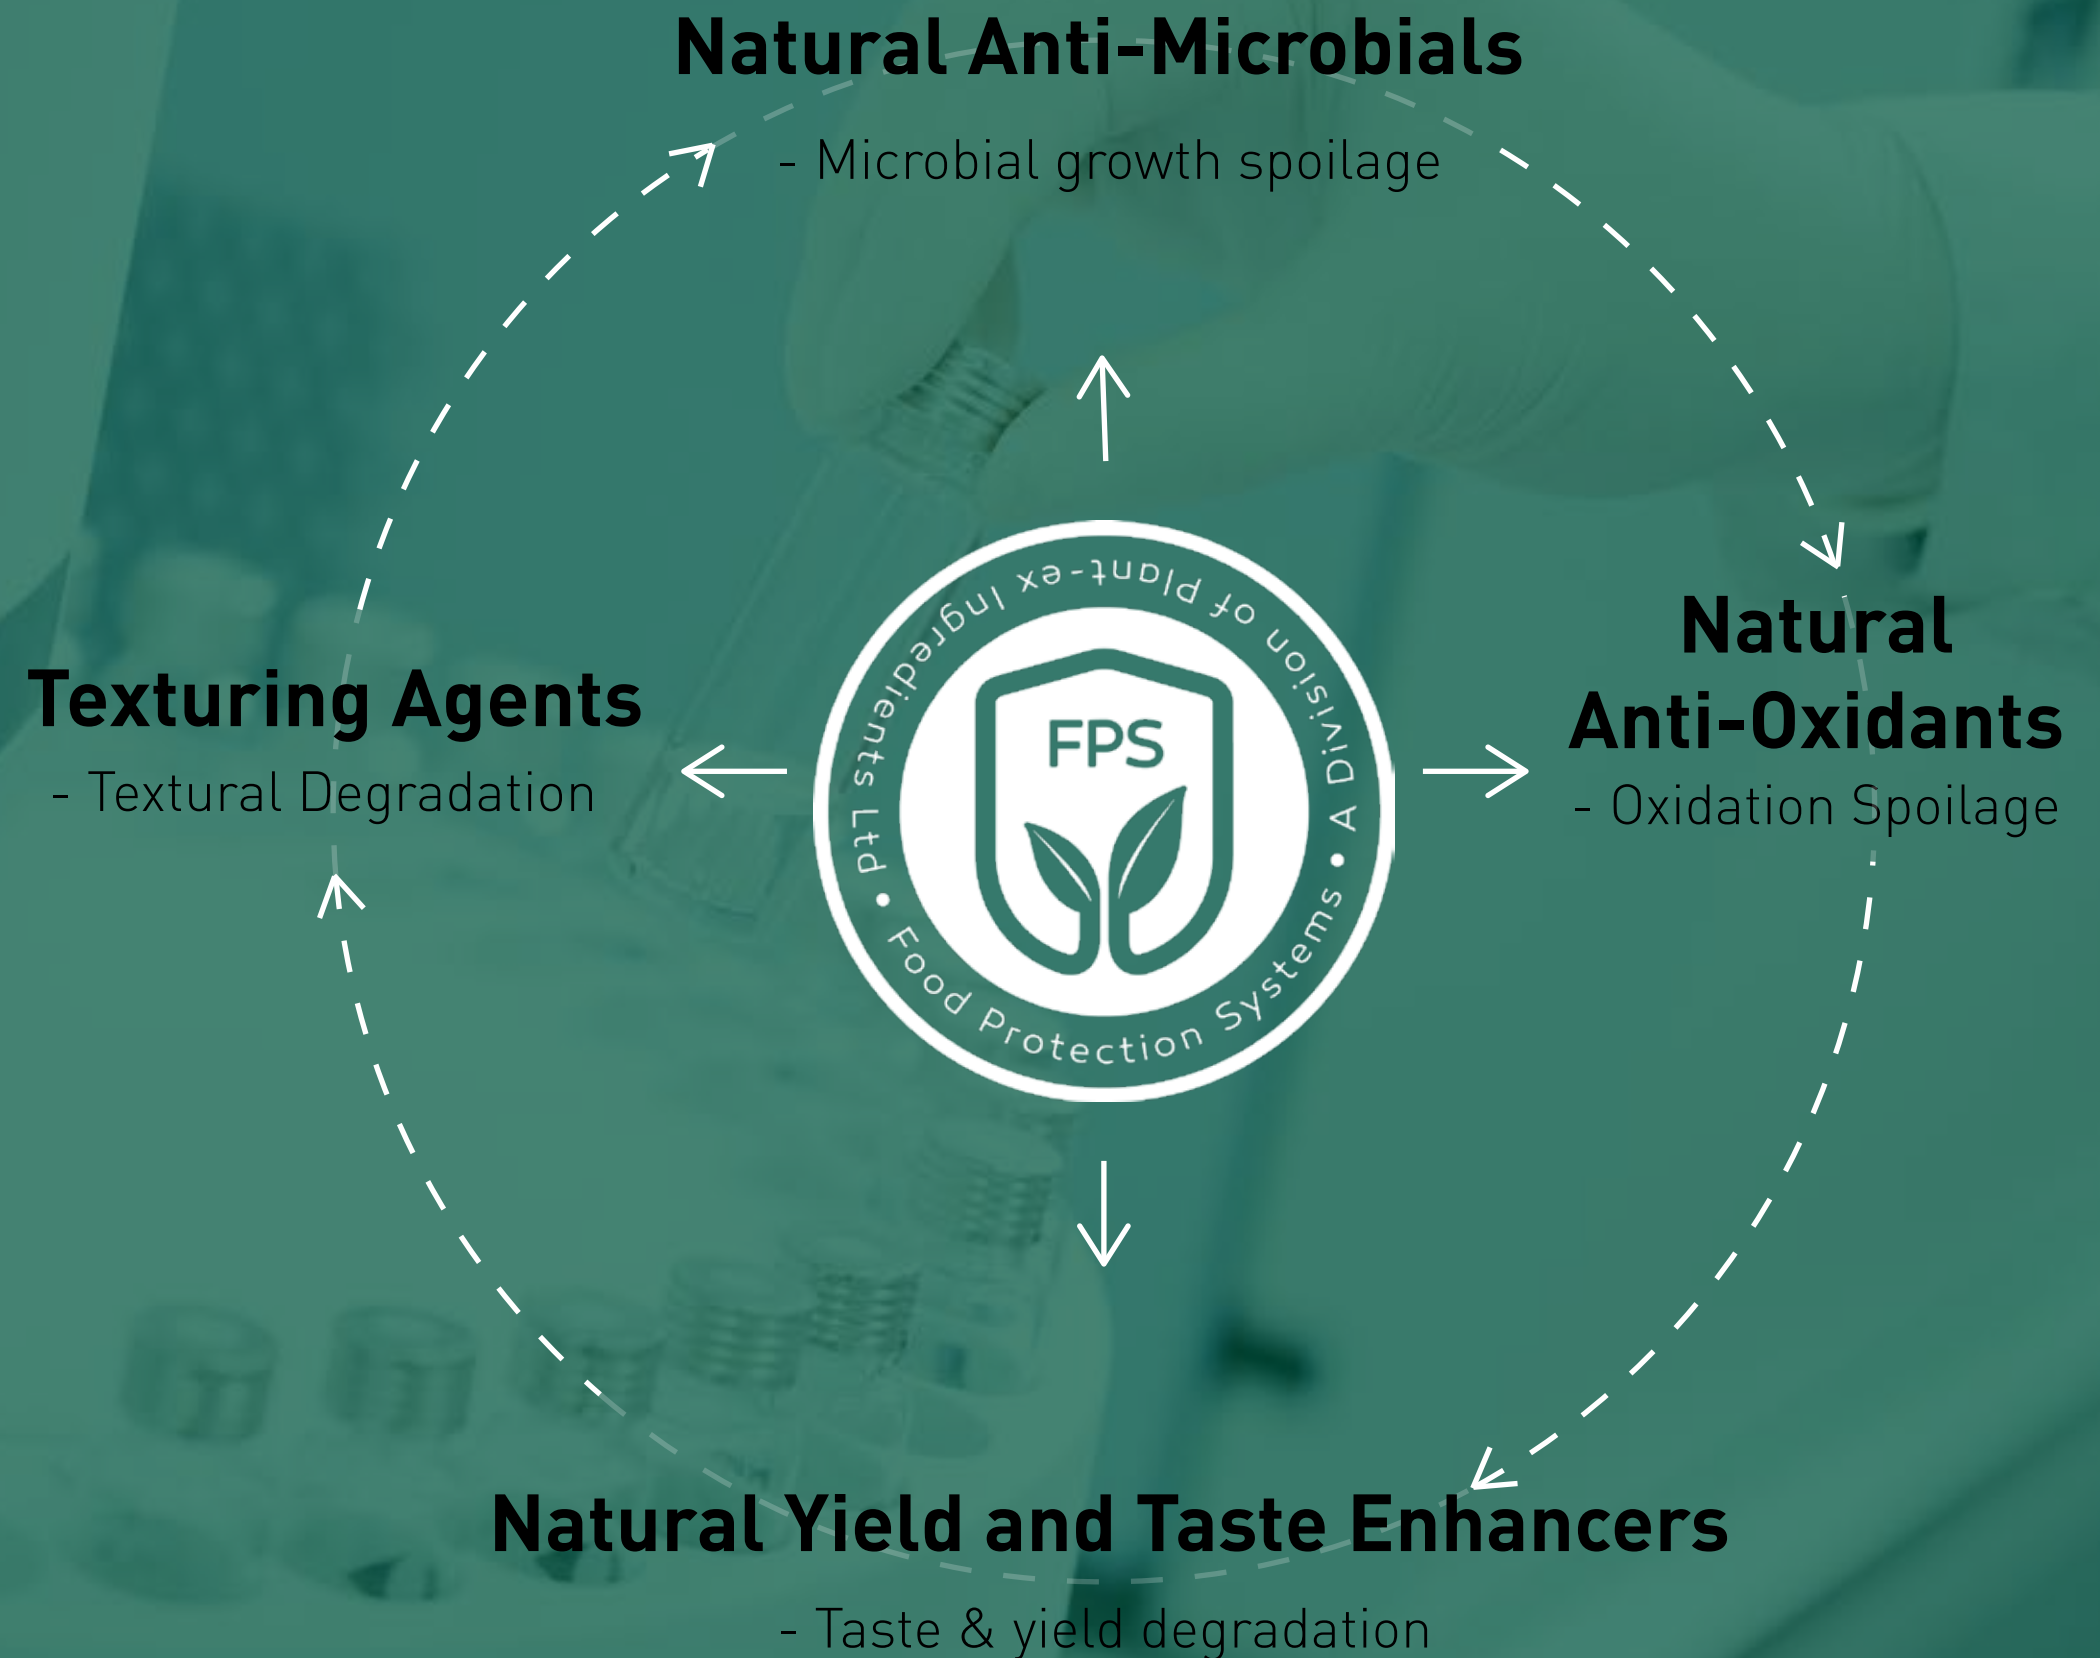 Natural Anti-Microbials
- Microbial growth spoilage
Texturing Agents
- Textural Degradation
FPS
A Division of Plant-ex Ingredients Ltd •
Food Protection Systems •
Natural
Anti-Oxidants
- Oxidation Spoilage
Natural Yield and Taste Enhancers
- Taste & yield degradation